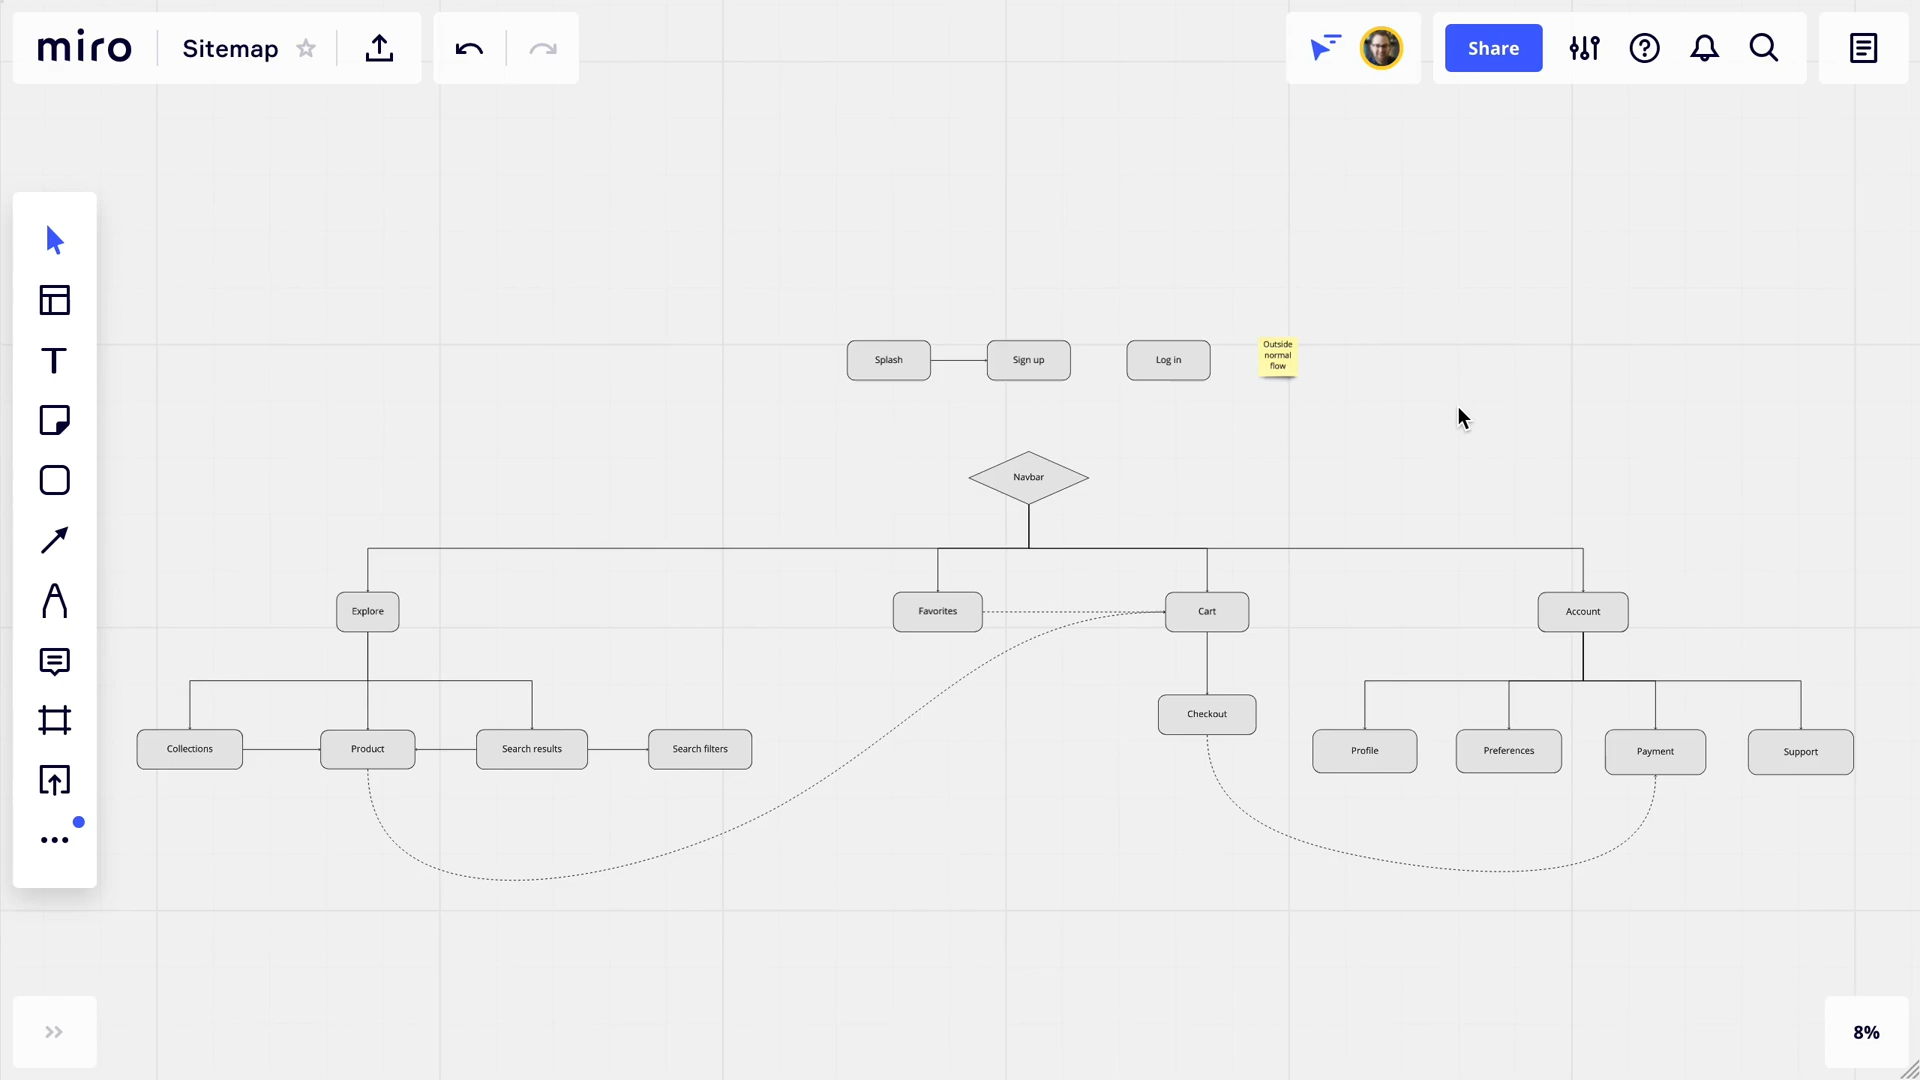 miro
Sitemap
Share
Splash
Sign up
Log in
Outside
normal
flow
Navbar
Explore
Favorites
Cart
Account
Checkout
Collections
Product
Search results
Search filters
Profile
Preferences
Payment
Support
8%